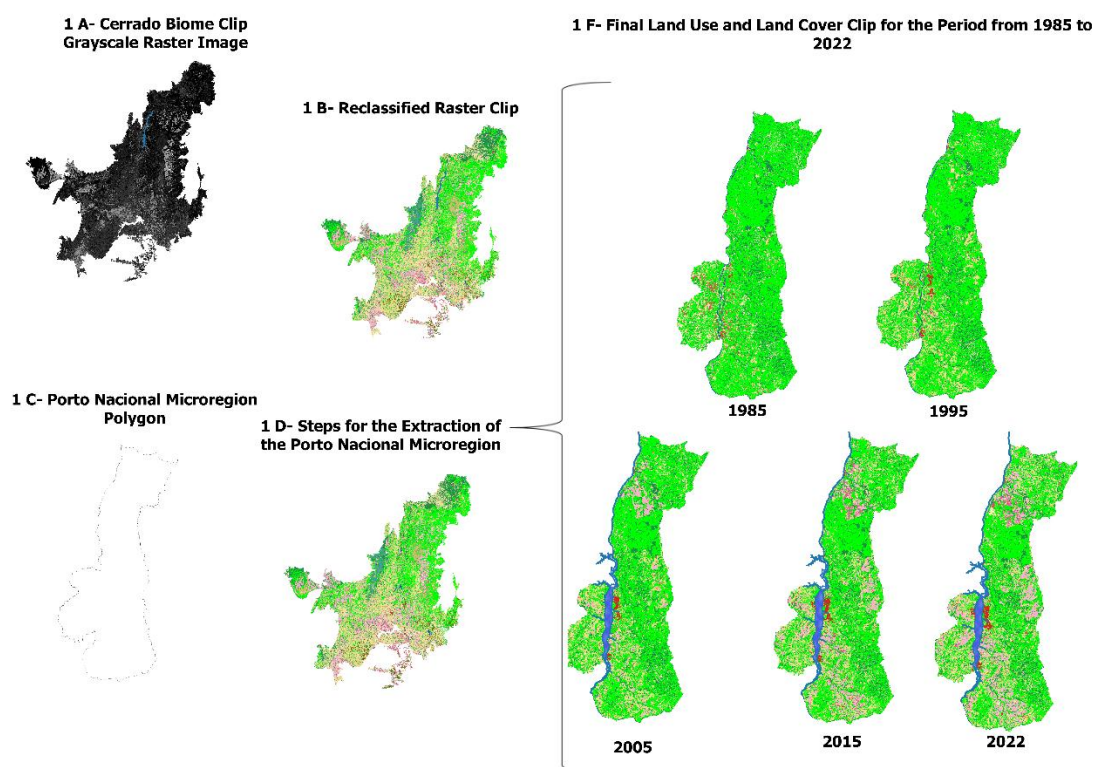 1 A- Cerrado Biome Clip
Grayscale Raster Image
1 B- Reclassified Raster Clip
1 C- Porto Nacional Microregion
Polygon
1 D- Steps for the Extraction of
the Porto Nacional Microregion
1 F- Final Land Use and Land Cover Clip for the Period from 1985 to
2022
1985
1995
2005
2015
2022